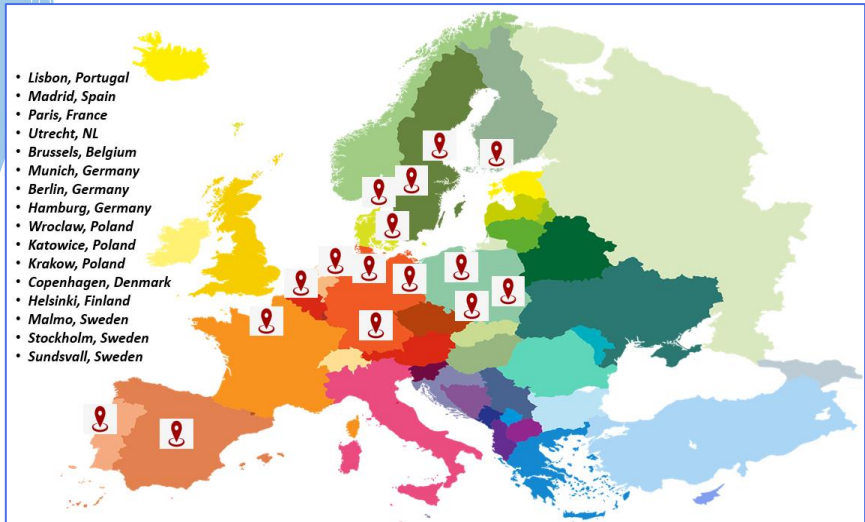 • Lisbon, Portugal
• Madrid, Spain
• Paris, France
• Utrecht, NL
• Brussels, Belgium
• Munich, Germany
• Berlin, Germany
• Hamburg, Germany
• Wroclaw, Poland
• Katowice, Poland
• Krakow, Poland
• Copenhagen, Denmark
• Helsinki, Finland
• Malmo, Sweden
• Stockholm, Sweden
• Sundsvall, Sweden